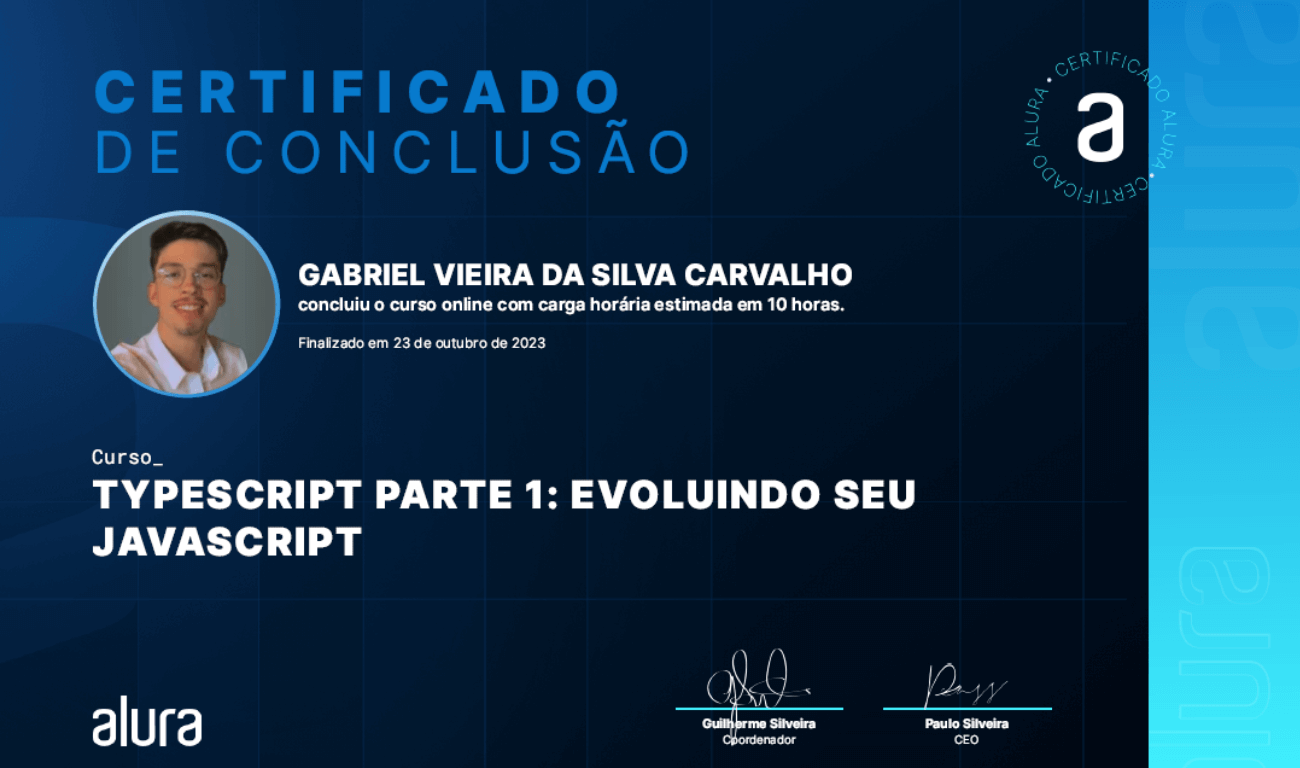 CERTIFICADO
DE CONCLUSÃO
CERTIFICADO ALURA • CERTIFICADO ALURA •
a
GABRIEL VIEIRA DA SILVA CARVALHO
concluiu o curso online com carga horária estimada em 10 horas.
Finalizado em 23 de outubro de 2023
Curso_
TYPESCRIPT PARTE 1: EVOLUINDO SEU
JAVASCRIPT
alura
Guilherme Silveira
Coordenador
Paulo Silveira
CEO
alura
alura